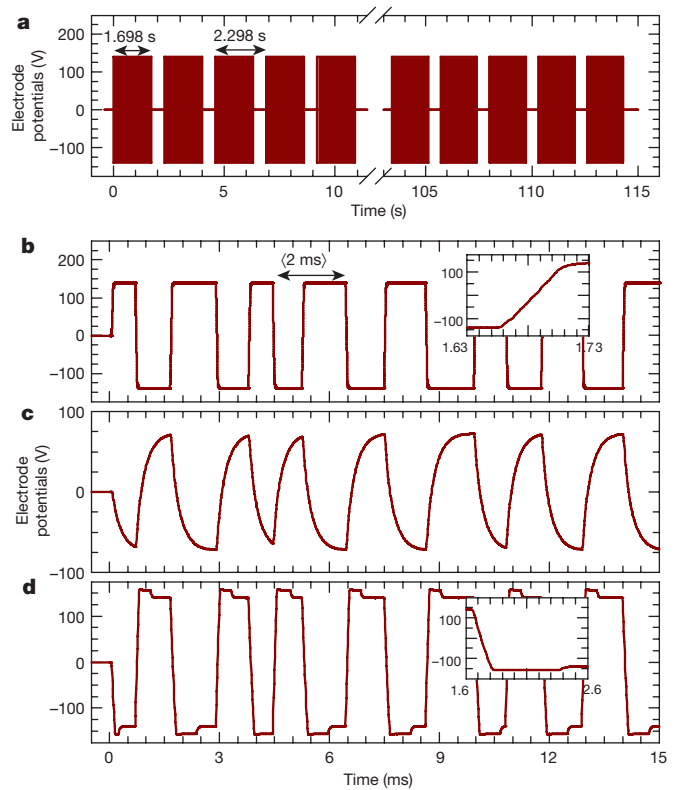 a
200
100
0
−100
Electrode
potentials (V)
1.698 s
2.298 s
0 5 10 105 110 115
Time (s)
b
200
100
0
−100
⟨2 ms⟩
100
−100
1.63 1.73
c
100
0
−100
Electrode
potentials (V)
d
100
0
−100
100
−100
1.6 2.6
0 3 6 9 12 15
Time (ms)